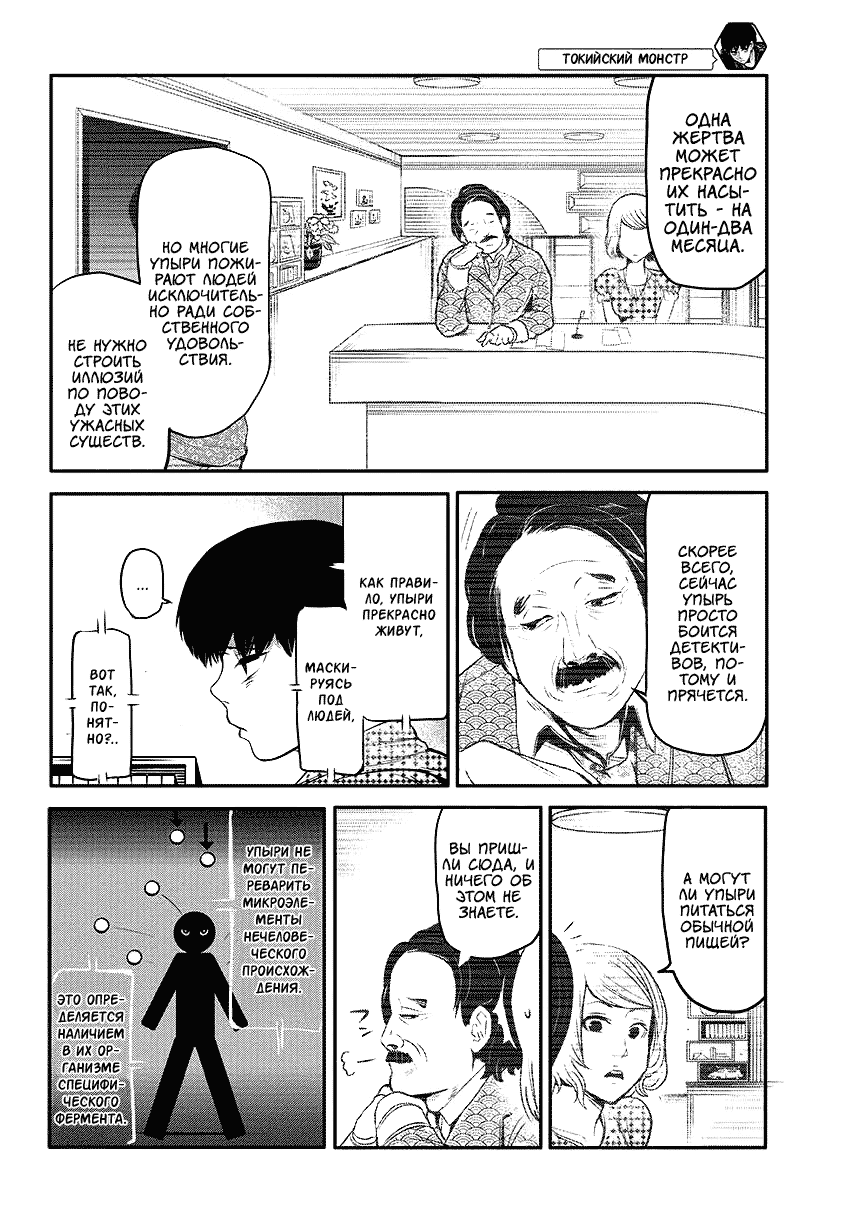 ТОКИЙСКИЙ МОНСТР
ОДНА
ЖЕРТВА
МОЖЕТ
ПРЕКРАСНО
ИХ НАСЫ-
ТИТЬ - НА
ОДИН-ДВА
МЕСЯЦА.
НО МНОГИЕ
УПЫРИ ПОЖИ-
РАЮТ ЛЮДЕЙ
ИСКЛЮЧИТЕЛЬ-
НО РАДИ СОБ-
СТВЕННОГО
УДОВОЛЬ-
СТВИЯ.
НЕ НУЖНО
СТРОИТЬ
ИЛЛЮЗИЙ
ПО ПОВО-
ДУ ЭТИХ
УЖАСНЫХ
СУЩЕСТВ.
СКОРЕЕ
ВСЕГО,
СЕЙЧАС
УПЫРЬ
ПРОСТО
БОИТСЯ
ДЕТЕКТИ-
ВОВ, ПО-
ТОМУ И
ПРЯЧЕТСЯ.
КАК ПРАВИ-
ЛО, УПЫРИ
ПРЕКРАСНО
ЖИВУТ,
МАСКИ-
РУЯСЬ
ПОД
ЛЮДЕЙ,
...
ВОТ
ТАК,
ПО-
НЯТ-
НО?..
А МОГУТ
ЛИ УПЫРИ
ПИТАТЬСЯ
ОБЫЧНОЙ
ПИЩЕЙ?
ВЫ ПРИШ-
ЛИ СЮДА, И
НИЧЕГО ОБ
ЭТОМ НЕ
ЗНАЕТЕ.
УПЫРИ НЕ
МОГУТ ПЕ-
РЕВАРИТЬ
МИКРОЭЛЕ-
МЕНТЫ
НЕЧЕЛОВЕ-
ЧЕСКОГО
ПРОИСХОЖ-
ДЕНИЯ.
ЭТО ОПРЕ-
ДЕЛЯЕТСЯ
НАЛИЧИЕМ
В ИХ ОР-
ГАНИЗМЕ
СПЕЦИФИ-
ЧЕСКОГО
ФЕРМЕНТА.